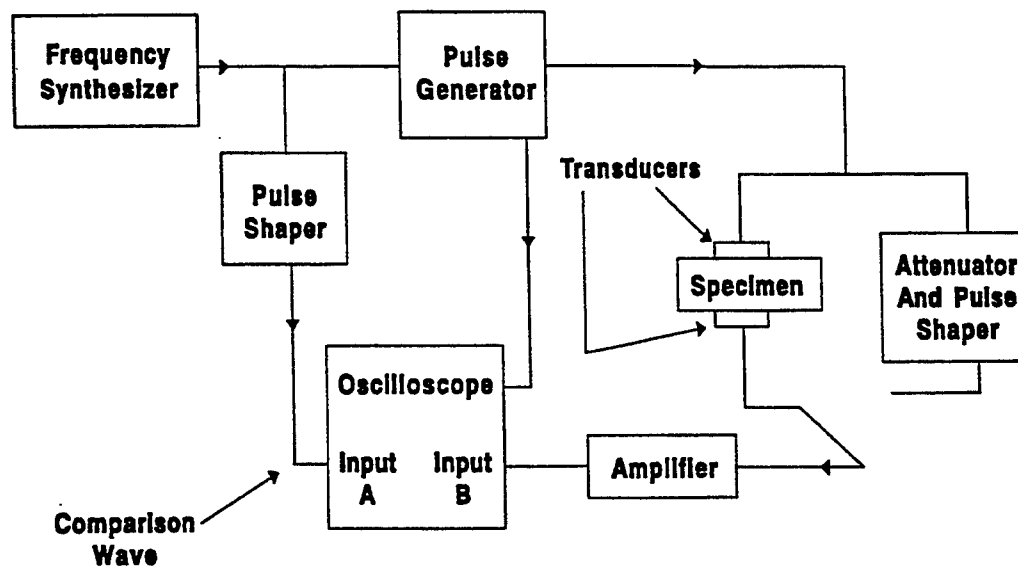 Frequency
Synthesizer
Pulse
Generator
Pulse
Shaper
Transducers
Specimen
Attenuator
And Pulse
Shaper
Oscilloscope
Input
A
Input
B
Amplifier
Comparison
Wave